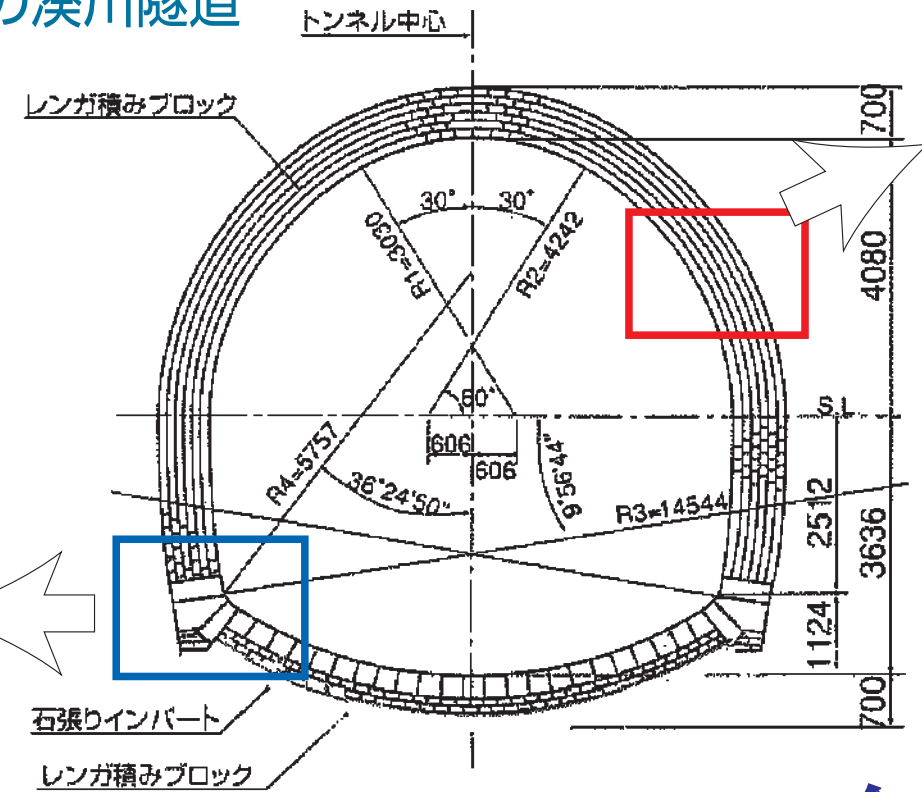 の湊川隧道
トンネル中心
レンガ積みブロック
700
30°
30°
R1=3030
R2=4242
4080
60°
S.L
606
606
R4=5757
36°24'50"
9°56'44"
R3=14544
2512
3636
1124
石張りインバート
700
レンガ積みブロック